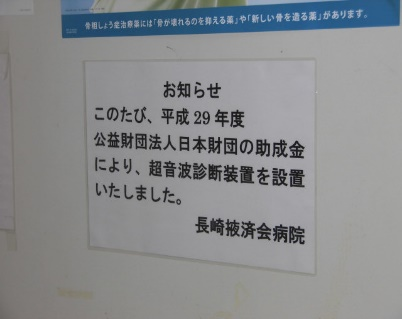 骨粗しょう症治療薬には「骨が壊れるのを抑える薬」や「新しい骨を造る薬」があります。
お知らせ
このたび、平成29年度
公益財団法人日本財団の助成金
により、超音波診断装置を設置
いたしました。
長崎掖済会病院